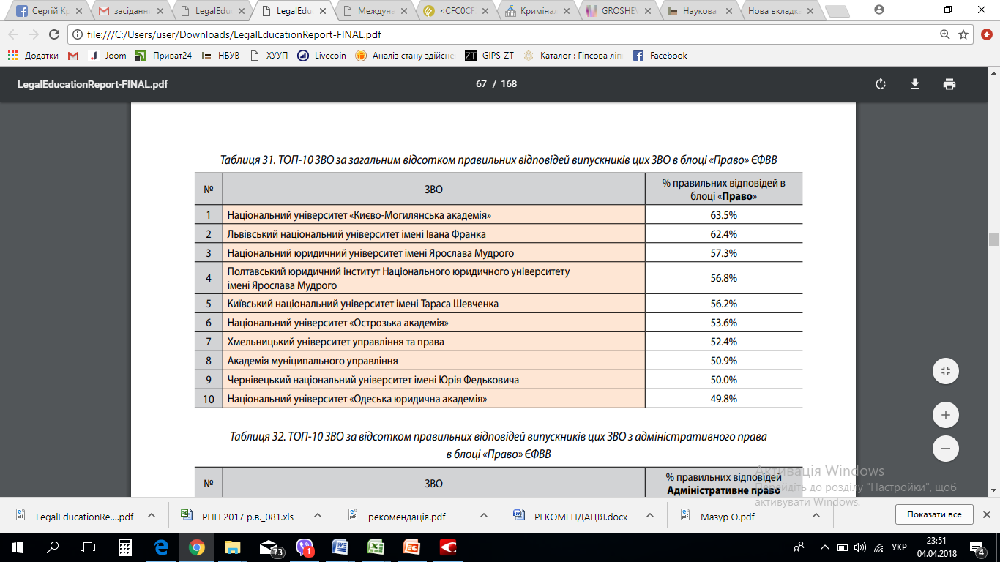 Сергій Кр
засідання
LegalEdu
LegalEdu
Междуна
<CFC0CF
Кримінал
GROSHEV
Наукова
Нова вкладка
file:///C:/Users/user/Downloads/LegalEducationReport-FINAL.pdf
Додатки
Joom
Приват24
НБУВ
ХУУП
Livecoin
Аналіз стану здійсне
GIPS-ZT
Каталог : Гіпсова ліп
Facebook
LegalEducationReport-FINAL.pdf
67 / 168
Таблиця 31. ТОП-10 ЗВО за загальним відсотком правильних відповідей випускників цих ЗВО в блоці «Право» ЄФВВ
№ ЗВО % правильних відповідей в
блоці «Право»
1 Національний університет «Києво-Могилянська академія» 63.5%
2 Львівський національний університет імені Івана Франка 62.4%
3 Національний юридичний університет імені Ярослава Мудрого 57.3%
4 Полтавський юридичний інститут Національного юридичного університету
імені Ярослава Мудрого 56.8%
5 Київський національний університет імені Тараса Шевченка 56.2%
6 Національний університет «Острозька академія» 53.6%
7 Хмельницький університет управління та права 52.4%
8 Академія муніципального управління 50.9%
9 Чернівецький національний університет імені Юрія Федьковича 50.0%
10 Національний університет «Одеська юридична академія» 49.8%
Таблиця 32. ТОП-10 ЗВО за відсотком правильних відповідей випускників цих ЗВО з адміністративного права
в блоці «Право» ЄФВВ
№ ЗВО % правильних відповідей
Адміністративне право
Активація Windows
Перейдіть до розділу "Настройки", щоб
активувати Windows.
LegalEducationRe....pdf
РНП 2017 р.в._081.xls
рекомендація.pdf
РЕКОМЕНДАЦІЯ.docx
Мазур О.pdf
Показати все
73
1
УКР
23:51
04.04.2018
4